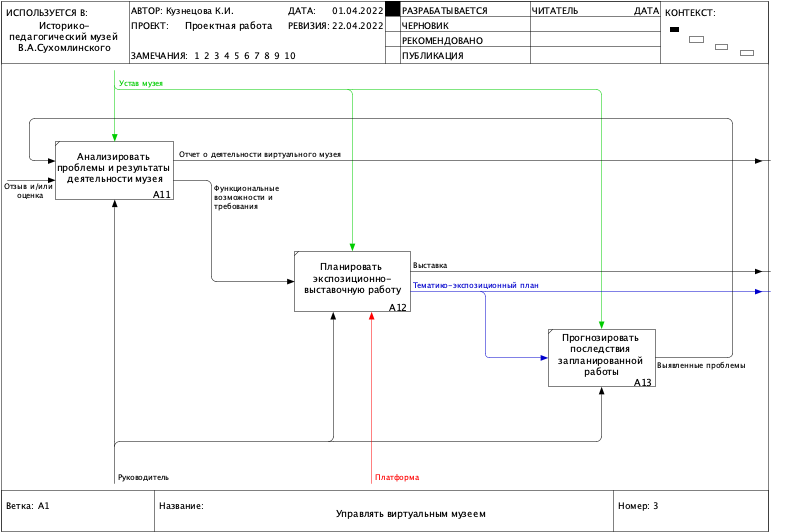 ИСПОЛЬЗУЕТСЯ В:
Историко-
педагогический музей
В.А.Сухомлинского
АВТОР: Кузнецова К.И.
ДАТА: 01.04.2022
ПРОЕКТ: Проектная работа
РЕВИЗИЯ: 22.04.2022
ЗАМЕЧАНИЯ: 1 2 3 4 5 6 7 8 9 10
РАЗРАБАТЫВАЕТСЯ
ЧЕРНОВИК
РЕКОМЕНДОВАНО
ПУБЛИКАЦИЯ
ЧИТАТЕЛЬ
ДАТА
КОНТЕКСТ:
Устав музея
Анализировать
проблемы и результаты
деятельности музея
A11
Отчет о деятельности виртуального музея
Отзыв и/или
оценка
Функциональные
возможности и
требования
Планировать
экспозиционно-
выставочную работу
A12
Выставка
Тематико-экспозиционный план
Прогнозировать
последствия
запланированной
работы
A13
Выявленные проблемы
Руководитель
Платформа
Ветка: A1
Название:
Управлять виртуальным музеем
Номер: 3